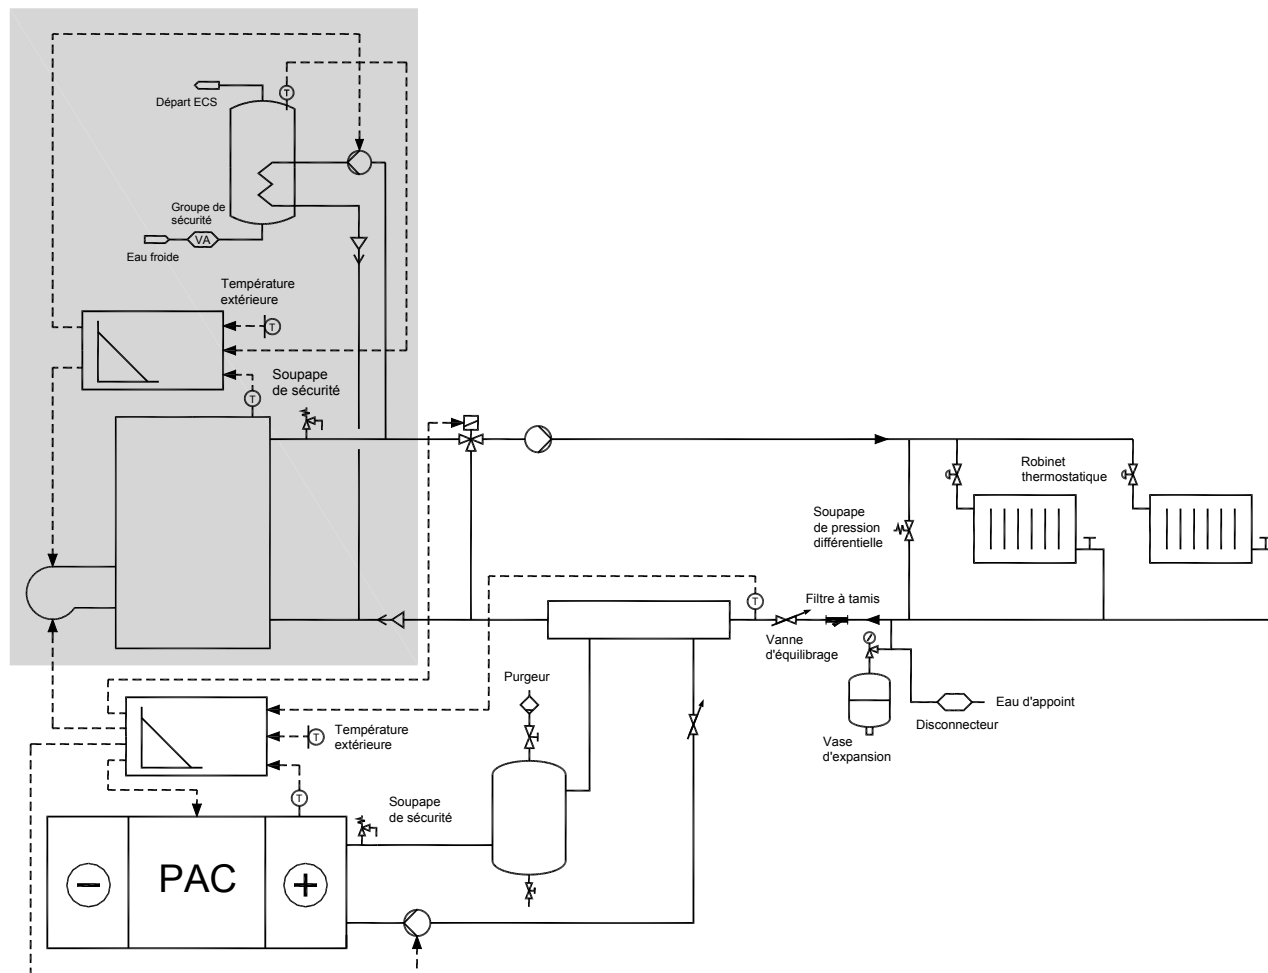 T
Départ ECS
Groupe de
sécurité
VA
Eau froide
Température
extérieure
T
Soupape
de sécurité
T
Robinet
thermostatique
Soupape
de pression
différentielle
T
Filtre à tamis
Vanne
d'équilibrage
Purgeur
Eau d'appoint
Disconnecteur
T
Température
extérieure
Vase
d'expansion
T
Soupape
de sécurité
PAC